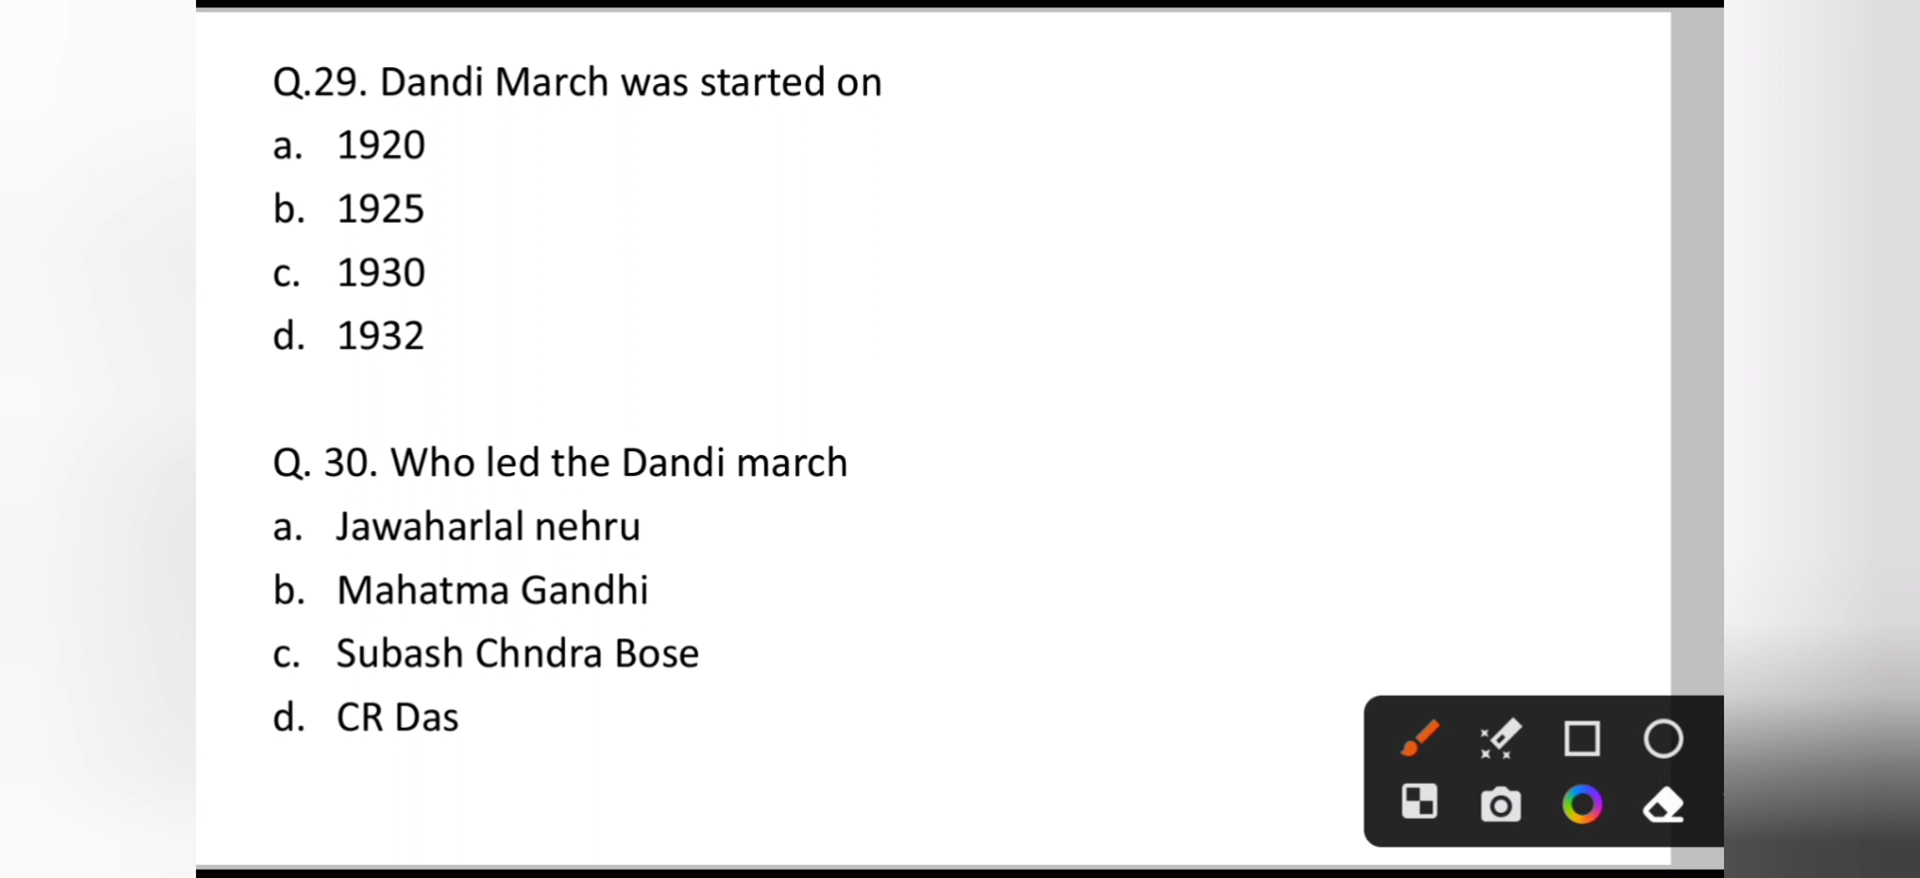 Q.29. Dandi March was started on
a. 1920
b. 1925
c. 1930
d. 1932
Q. 30. Who led the Dandi march
a. Jawaharlal nehru
b. Mahatma Gandhi
c. Subash Chndra Bose
d. CR Das